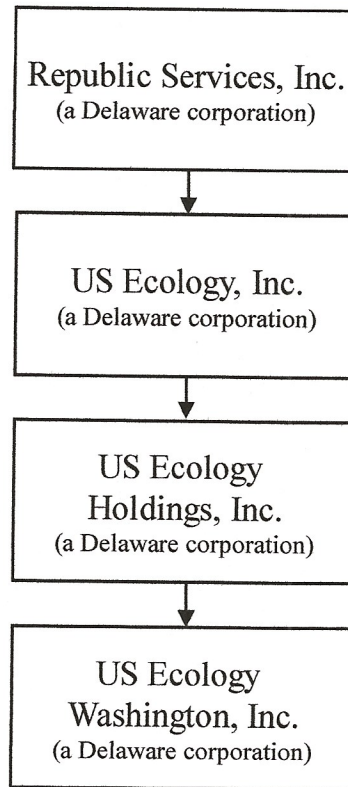 Republic Services, Inc.
(a Delaware corporation)
US Ecology, Inc.
(a Delaware corporation)
US Ecology
Holdings, Inc.
(a Delaware corporation)
US Ecology
Washington, Inc.
(a Delaware corporation)